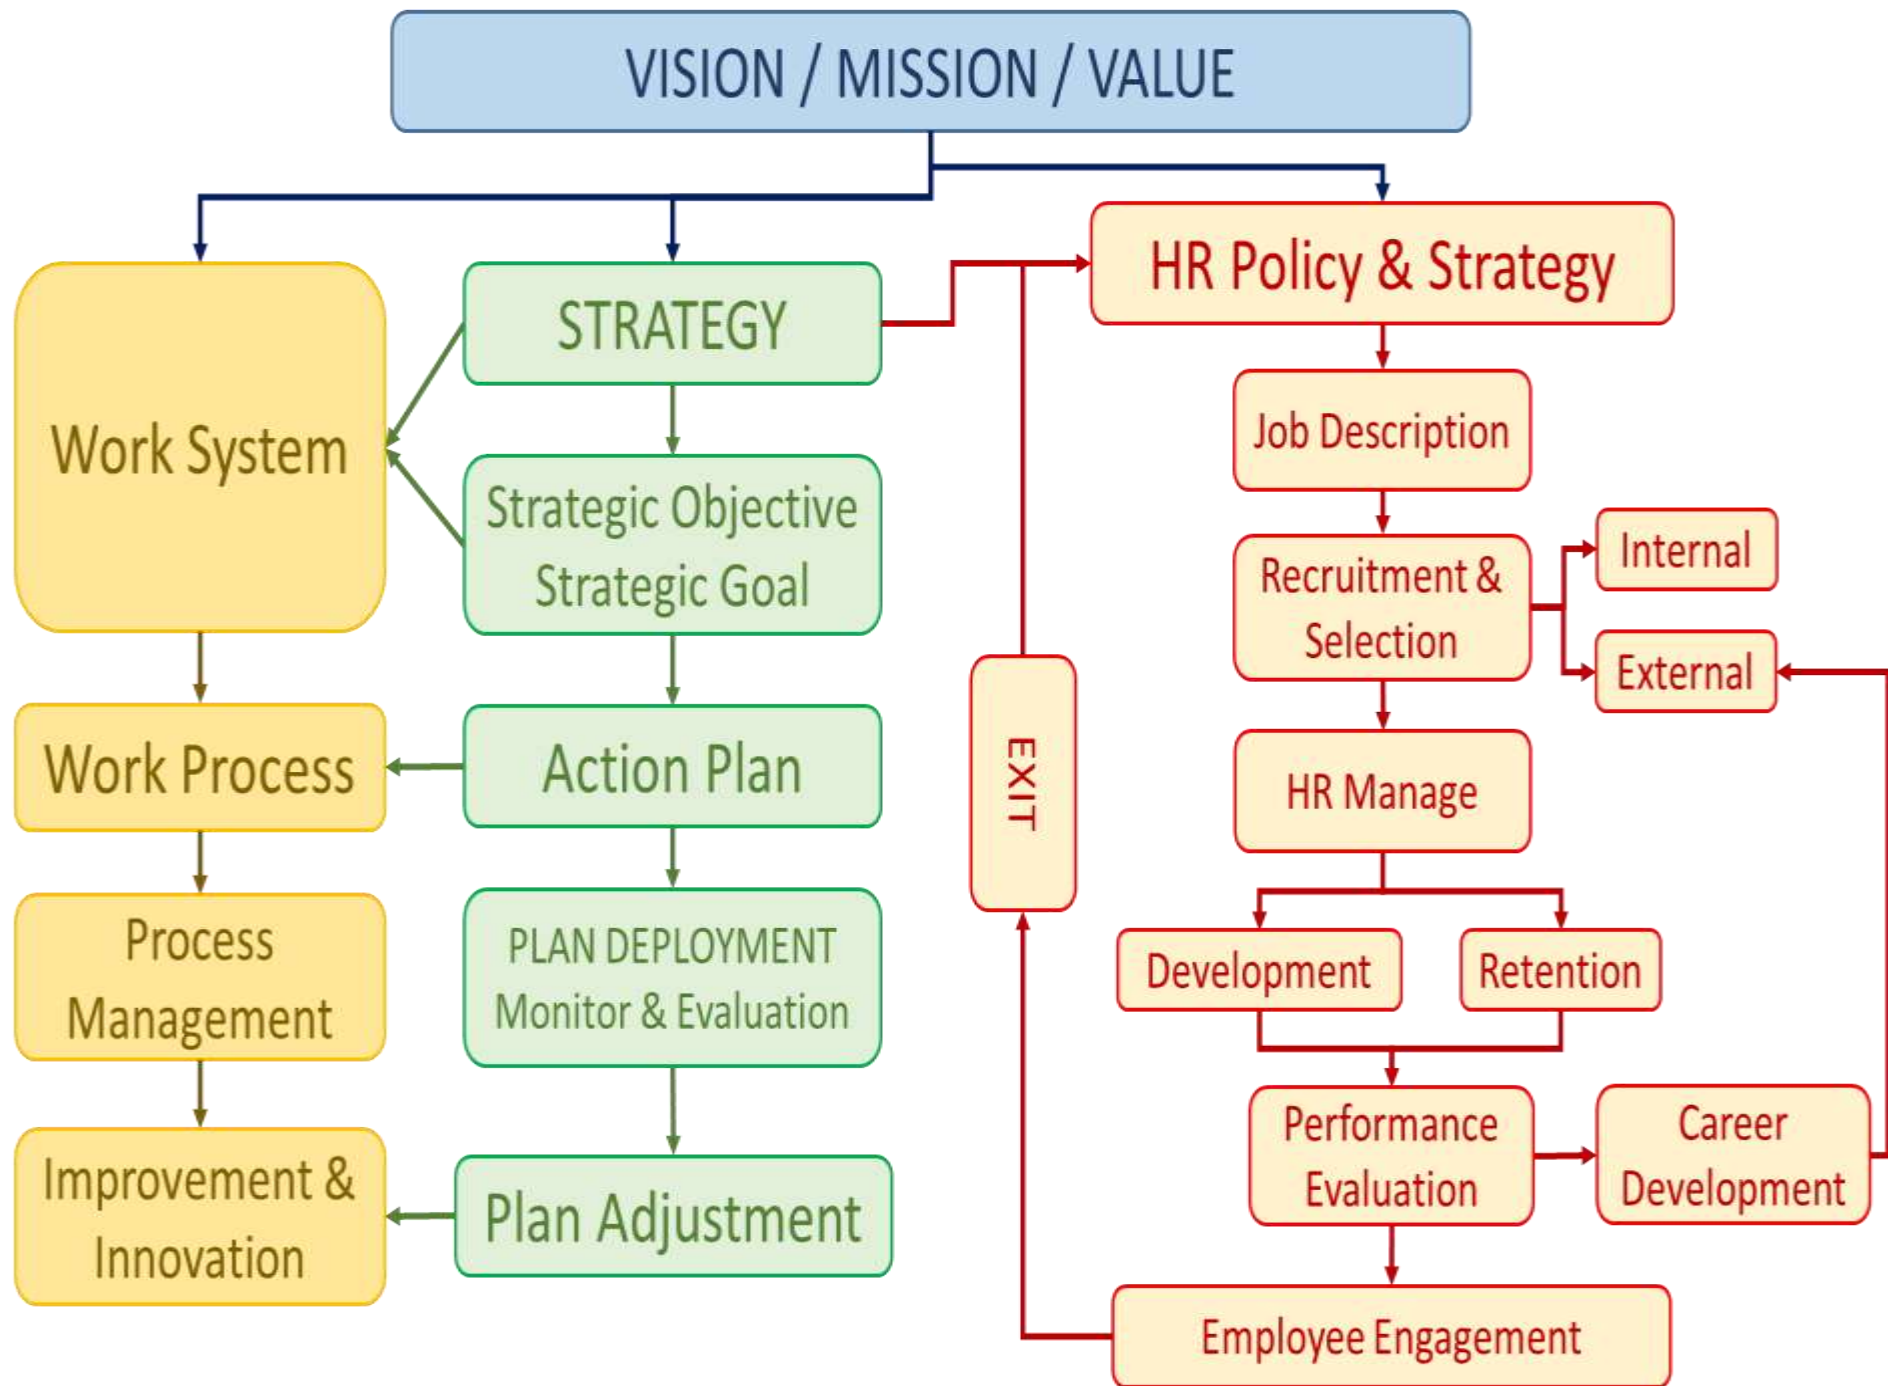 VISION / MISSION / VALUE
Work System
Work Process
Process
Management
Improvement &
Innovation
STRATEGY
Strategic Objective
Strategic Goal
Action Plan
PLAN DEPLOYMENT
Monitor & Evaluation
Plan Adjustment
EXIT
HR Policy & Strategy
Job Description
Recruitment &
Selection
Internal
External
HR Manage
Development
Retention
Performance
Evaluation
Career
Development
Employee Engagement